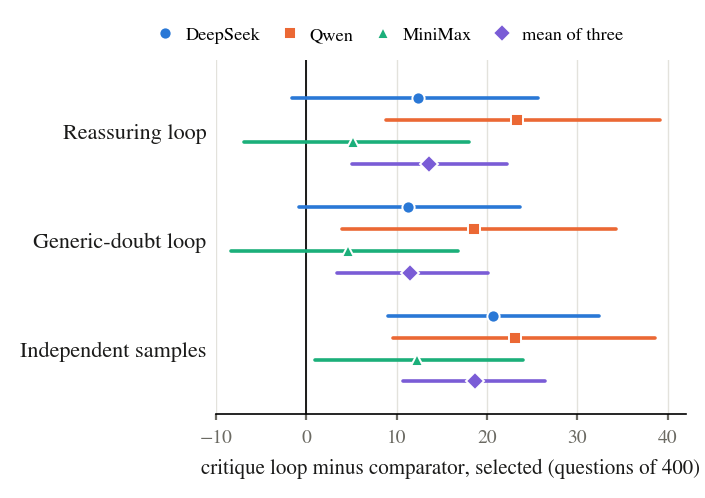 DeepSeek Qwen MiniMax mean of three
Reassuring loop
Generic-doubt loop
Independent samples
−10 0 10 20 30 40
critique loop minus comparator, selected (questions of 400)